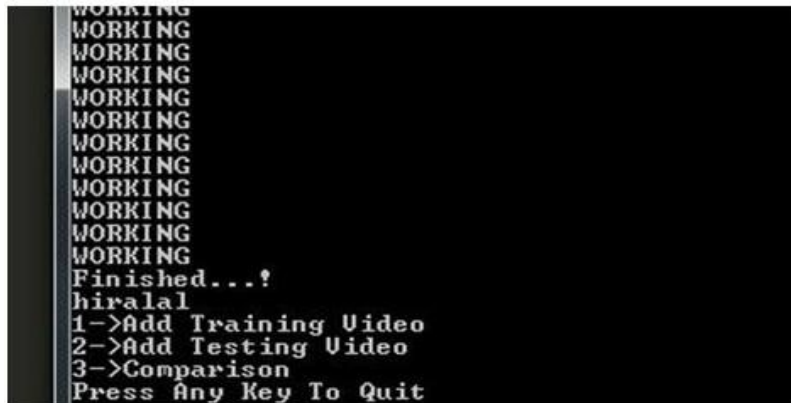 WORKING
WORKING
WORKING
WORKING
WORKING
WORKING
WORKING
WORKING
WORKING
WORKING
WORKING
WORKING
Finished...!
hiralal
1->Add Training Video
2->Add Testing Video
3->Comparison
Press Any Key To Quit